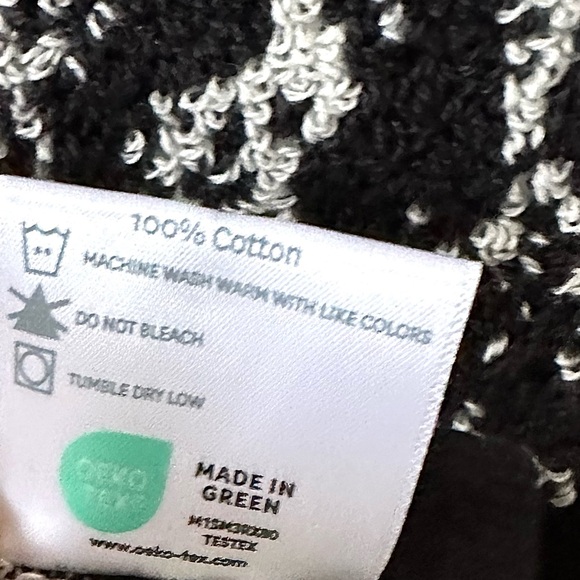 100% Cotton
MACHINE WASH WARM WITH LIKE COLORS
DO NOT BLEACH
TUMBLE DRY LOW
OEKO
TEX®
MADE IN
GREEN
TESTEX
www.oeko-tex.com